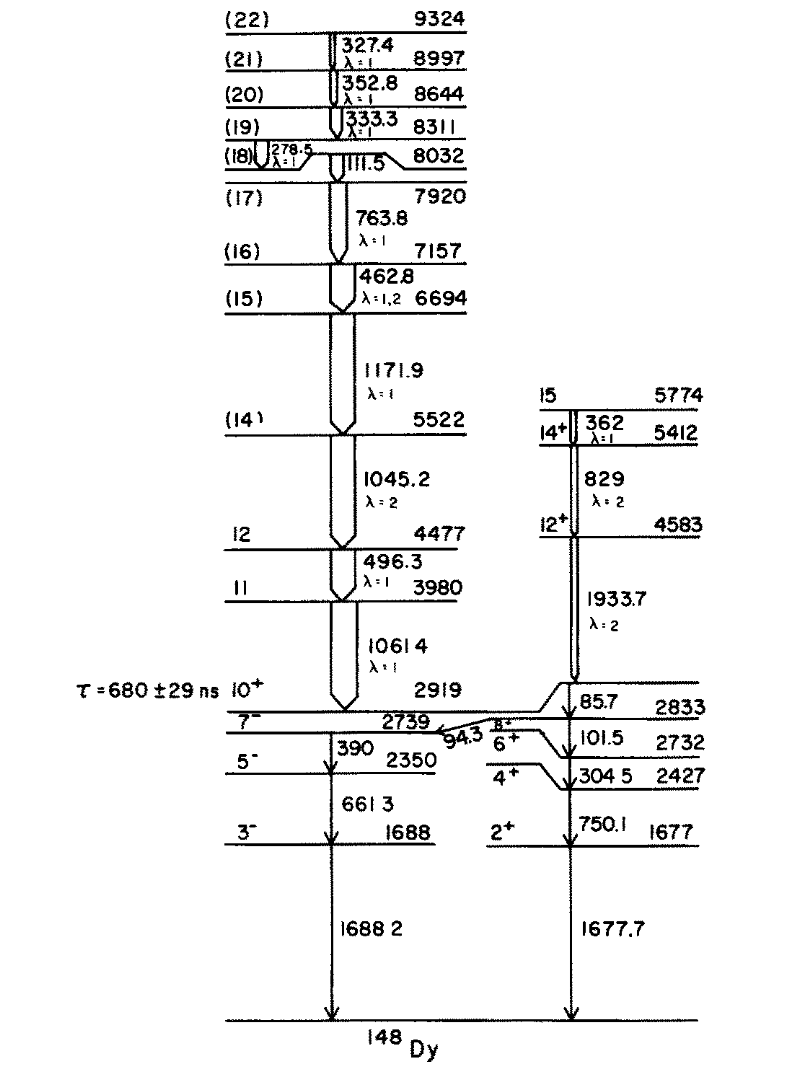 (22) 9324
327.4
λ=1
(21) 8997
352.8
λ=1
(20) 8644
333.3
λ=1
(19) 8311
278.5
λ=1
(18) 111.5 8032
(17) 7920
763.8
λ=1
(16) 7157
462.8
λ=1,2
(15) 6694
1171.9
λ=1
15 5774
362
λ=1
(14) 5522
14+ 5412
1045.2
λ=2
829
λ=2
12 4477
12+ 4583
496.3
λ=1
11 3980
1933.7
λ=2
1061 4
λ=1
τ = 680 ±29 ns 10+ 2919
85.7 2833
7- 2739 94.3 8+
390
6+ 101.5 2732
5- 2350
4+ 304 5 2427
661 3
750.1
3- 1688
2+ 1677
1688 2
1677.7
148 Dy